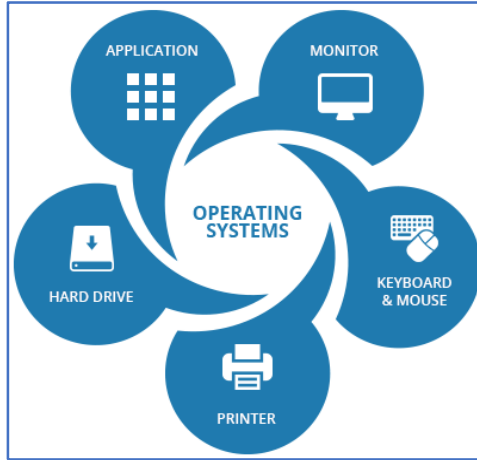 APPLICATION
MONITOR
OPERATING
SYSTEMS
HARD DRIVE
KEYBOARD
& MOUSE
PRINTER